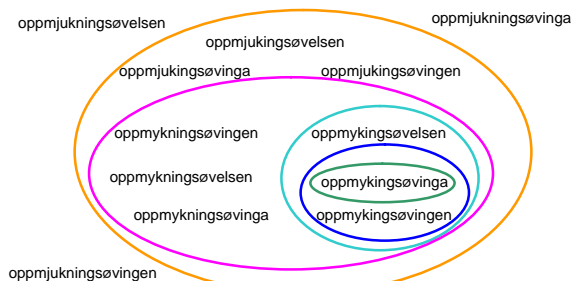 oppmjukningsøvelsen
oppmjukningsøvinga
oppmjukingsøvelsen
oppmjukingsøvinga
oppmjukingsøvingen
oppmykningsøvingen
oppmykingsøvelsen
oppmykningsøvelsen
oppmykingsøvinga
oppmykningsøvinga
oppmykingsøvingen
oppmjukningsøvingen